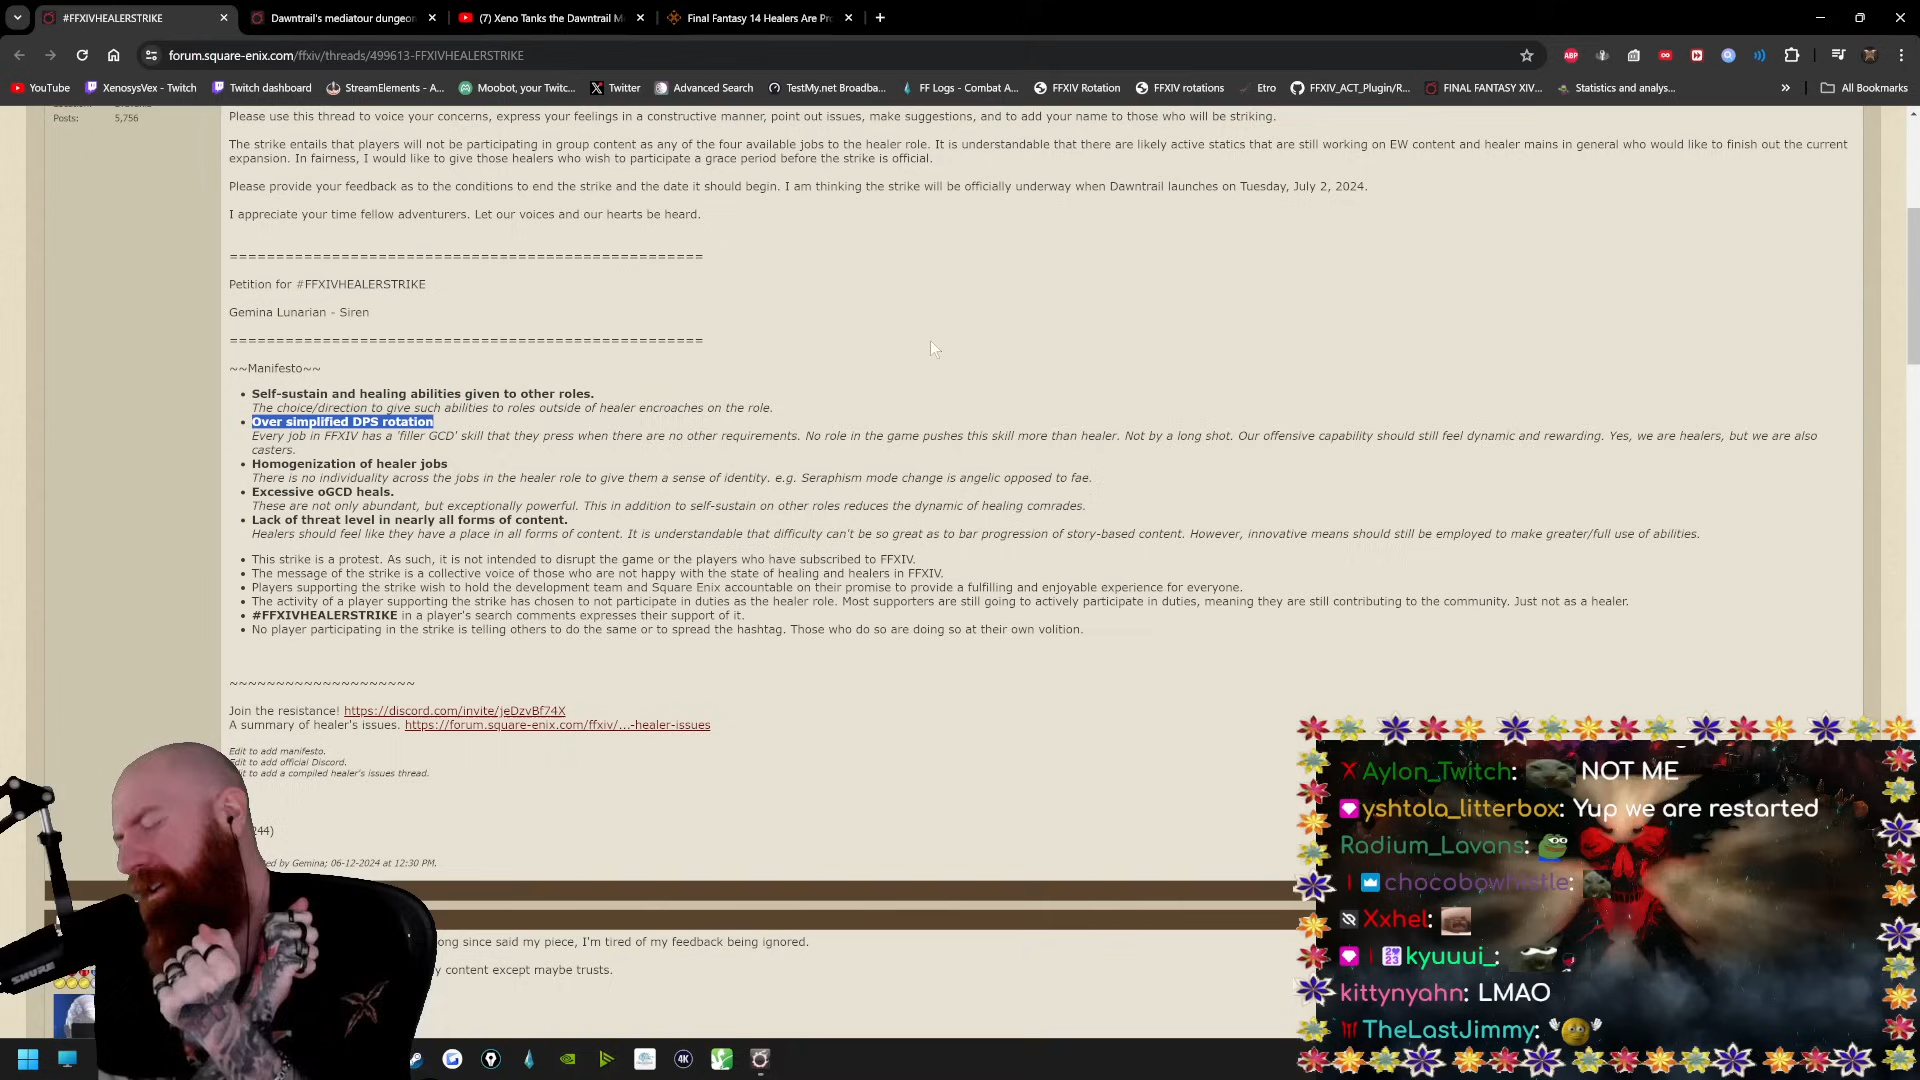 #FFXIVHEALERSTRIKE
Dawntrail's mediatour dungeon
(7) Xeno Tanks the Dawntrail M
Final Fantasy 14 Healers Are Pr
forum.square-enix.com/ffxiv/threads/499613-FFXIVHEALERSTRIKE
ABP
YouTube
XenosysVex - Twitch
Twitch dashboard
StreamElements - A...
Moobot, your Twitc...
Twitter
Advanced Search
TestMy.net Broadba...
FF Logs - Combat A...
FFXIV Rotation
FFXIV rotations
Etro
FFXIV_ACT_Plugin/R...
FINAL FANTASY XIV...
Statistics and analys...
All Bookmarks
Posts: 5,756
Please use this thread to voice your concerns, express your feelings in a constructive manner, point out issues, make suggestions, and to add your name to those who will be striking.
The strike entails that players will not be participating in group content as any of the four available jobs to the healer role. It is understandable that there are likely active statics that are still working on EW content and healer mains in general who would like to finish out the current
expansion. In fairness, I would like to give those healers who wish to participate a grace period before the strike is official.
Please provide your feedback as to the conditions to end the strike and the date it should begin. I am thinking the strike will be officially underway when Dawntrail launches on Tuesday, July 2, 2024.
I appreciate your time fellow adventurers. Let our voices and our hearts be heard.
==================================================
Petition for #FFXIVHEALERSTRIKE
Gemina Lunarian - Siren
==================================================
~~Manifesto~~
• Self-sustain and healing abilities given to other roles.
The choice/direction to give such abilities to roles outside of healer encroaches on the role.
• Over simplified DPS rotation
Every job in FFXIV has a 'filler GCD' skill that they press when there are no other requirements. No role in the game pushes this skill more than healer. Not by a long shot. Our offensive capability should still feel dynamic and rewarding. Yes, we are healers, but we are also
casters.
• Homogenization of healer jobs
There is no individuality across the jobs in the healer role to give them a sense of identity. e.g. Seraphism mode change is angelic opposed to fae.
• Excessive oGCD heals.
These are not only abundant, but exceptionally powerful. This in addition to self-sustain on other roles reduces the dynamic of healing comrades.
• Lack of threat level in nearly all forms of content.
Healers should feel like they have a place in all forms of content. It is understandable that difficulty can't be so great as to bar progression of story-based content. However, innovative means should still be employed to make greater/full use of abilities.
• This strike is a protest. As such, it is not intended to disrupt the game or the players who have subscribed to FFXIV.
• The message of the strike is a collective voice of those who are not happy with the state of healing and healers in FFXIV.
• Players supporting the strike wish to hold the development team and Square Enix accountable on their promise to provide a fulfilling and enjoyable experience for everyone.
• The activity of a player supporting the strike has chosen to not participate in duties as the healer role. Most supporters are still going to actively participate in duties, meaning they are still contributing to the community. Just not as a healer.
• #FFXIVHEALERSTRIKE in a player's search comments expresses their support of it.
• No player participating in the strike is telling others to do the same or to spread the hashtag. Those who do so are doing so at their own volition.
~~~~~~~~~~~~~~~~~~~~
Join the resistance! https://discord.com/invite/jeDzvBf74X
A summary of healer's issues. https://forum.square-enix.com/ffxiv/...-healer-issues
Edit to add manifesto.
Edit to add official Discord.
Edit to add a compiled healer's issues thread.
244)
ed by Gemina; 06-12-2024 at 12:30 PM.
ong since said my piece, I'm tired of my feedback being ignored.
y content except maybe trusts.
SHURE
4K
Aylon_Twitch: NOT ME
yshtola_litterbox: Yup we are restarted
Radium_Lavans:
chocobowhistle:
Xxhel:
kyuuui_:
kittynyahn: LMAO
TheLastJimmy: